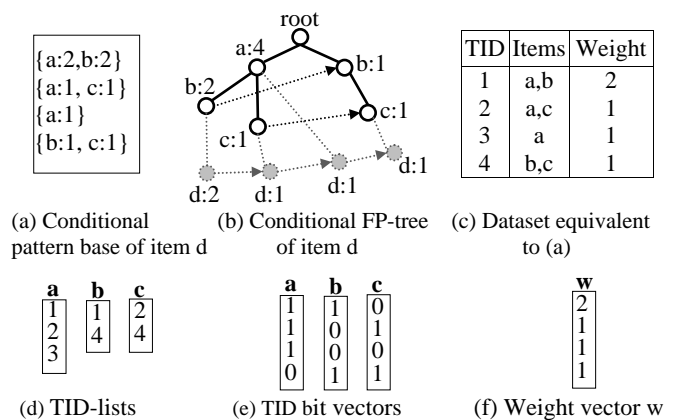 {a:2,b:2}
{a:1, c:1}
{a:1}
{b:1, c:1}
(a) Conditional
pattern base of item d
root
a:4
b:1
b:2
c:1
c:1
d:2
d:1
d:1
d:1
(b) Conditional FP-tree
of item d
TID Items Weight
1 a,b 2
2 a,c 1
3 a 1
4 b,c 1
(c) Dataset equivalent
to (a)
a b c
1 1 2
2 4 4
3
(d) TID-lists
a b c
1 1 0
1 0 1
1 0 0
0 1 1
(e) TID bit vectors
w
2
1
1
1
(f) Weight vector w